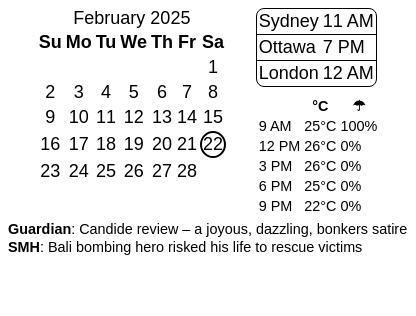 February 2025
Su Mo Tu We Th Fr Sa
1
2 3 4 5 6 7 8
9 10 11 12 13 14 15
16 17 18 19 20 21 22
23 24 25 26 27 28
Sydney 11 AM
Ottawa 7 PM
London 12 AM
°C ☂
9 AM 25°C 100%
12 PM 26°C 0%
3 PM 26°C 0%
6 PM 25°C 0%
9 PM 22°C 0%
Guardian: Candide review – a joyous, dazzling, bonkers satire
SMH: Bali bombing hero risked his life to rescue victims